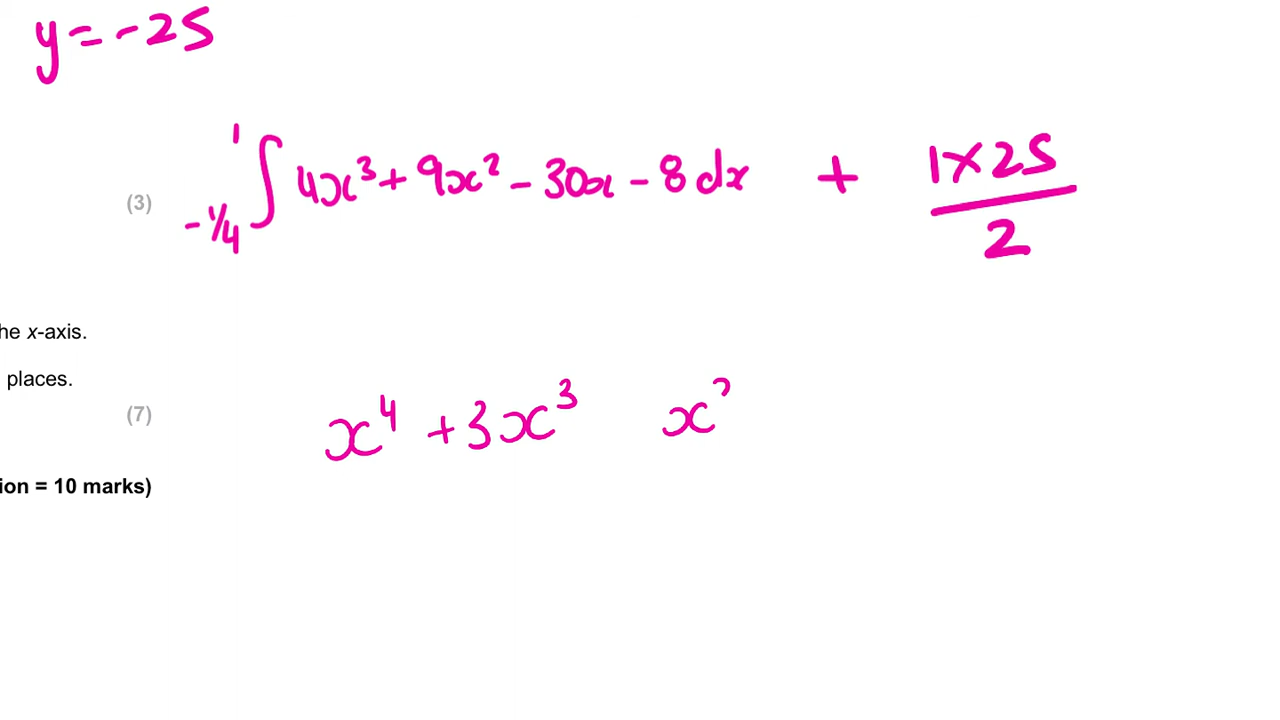 y = -25
1
∫ 4x³ + 9x² - 30x - 8 dx + 1×25/2
(3)
-1/4
he x-axis.
places.
(7)
x⁴ + 3x³ x²
ion = 10 marks)